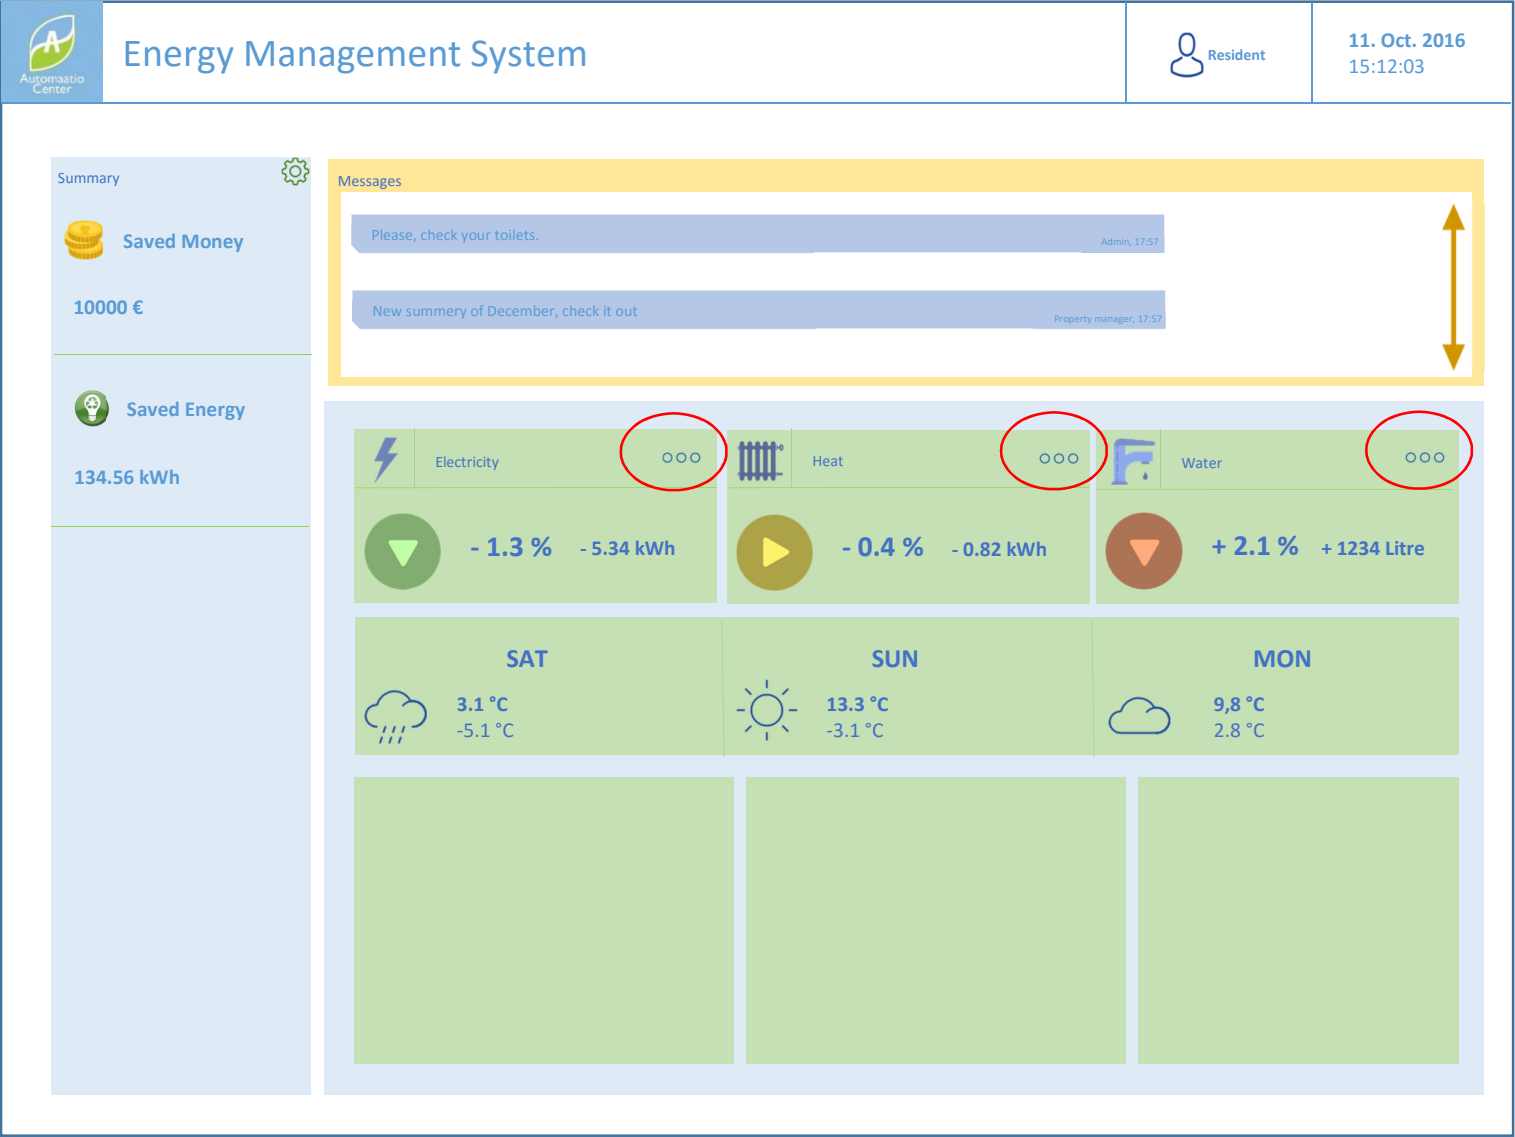 Automaatio
Center
Energy Management System
Resident
11. Oct. 2016
15:12:03
Summary
Saved Money
10000 €
Saved Energy
134.56 kWh
Messages
Please, check your toilets.
Admin, 17:57
New summery of December, check it out
Property manager, 17:57
Electricity
- 1.3 % - 5.34 kWh
Heat
- 0.4 % - 0.82 kWh
Water
+ 2.1 % + 1234 Litre
SAT
3.1 °C
-5.1 °C
SUN
13.3 °C
-3.1 °C
MON
9,8 °C
2.8 °C